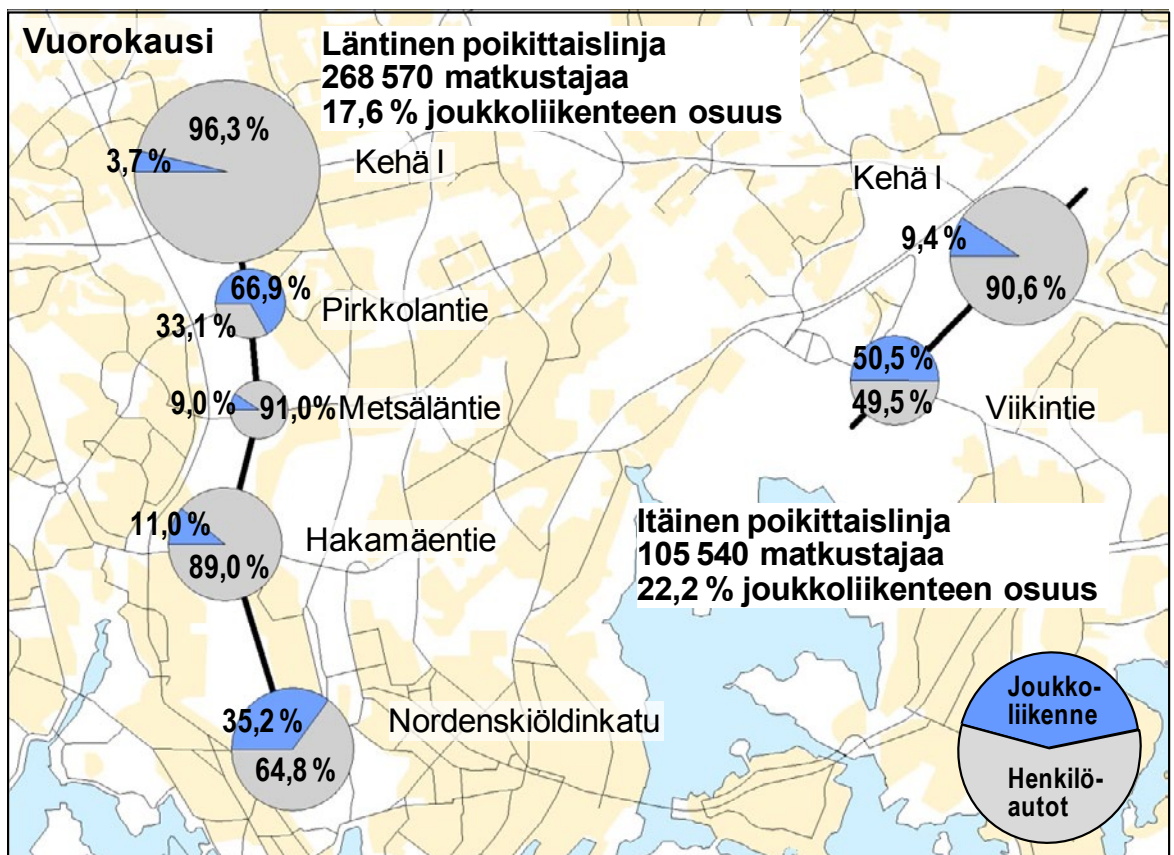 Vuorokausi
Läntinen poikittaislinja
268 570 matkustajaa
17,6 % joukkoliikenteen osuus
96,3 %
3,7 %
Kehä I
Kehä I
9,4 %
90,6 %
66,9 %
33,1 %
Pirkkolantie
50,5 %
49,5 %
Viikintie
9,0 %
91,0%
Metsäläntie
11,0 %
89,0 %
Hakamäentie
Itäinen poikittaislinja
105 540 matkustajaa
22,2 % joukkoliikenteen osuus
35,2 %
64,8 %
Nordenskiöldinkatu
Joukko-
liikenne
Henkilö-
autot